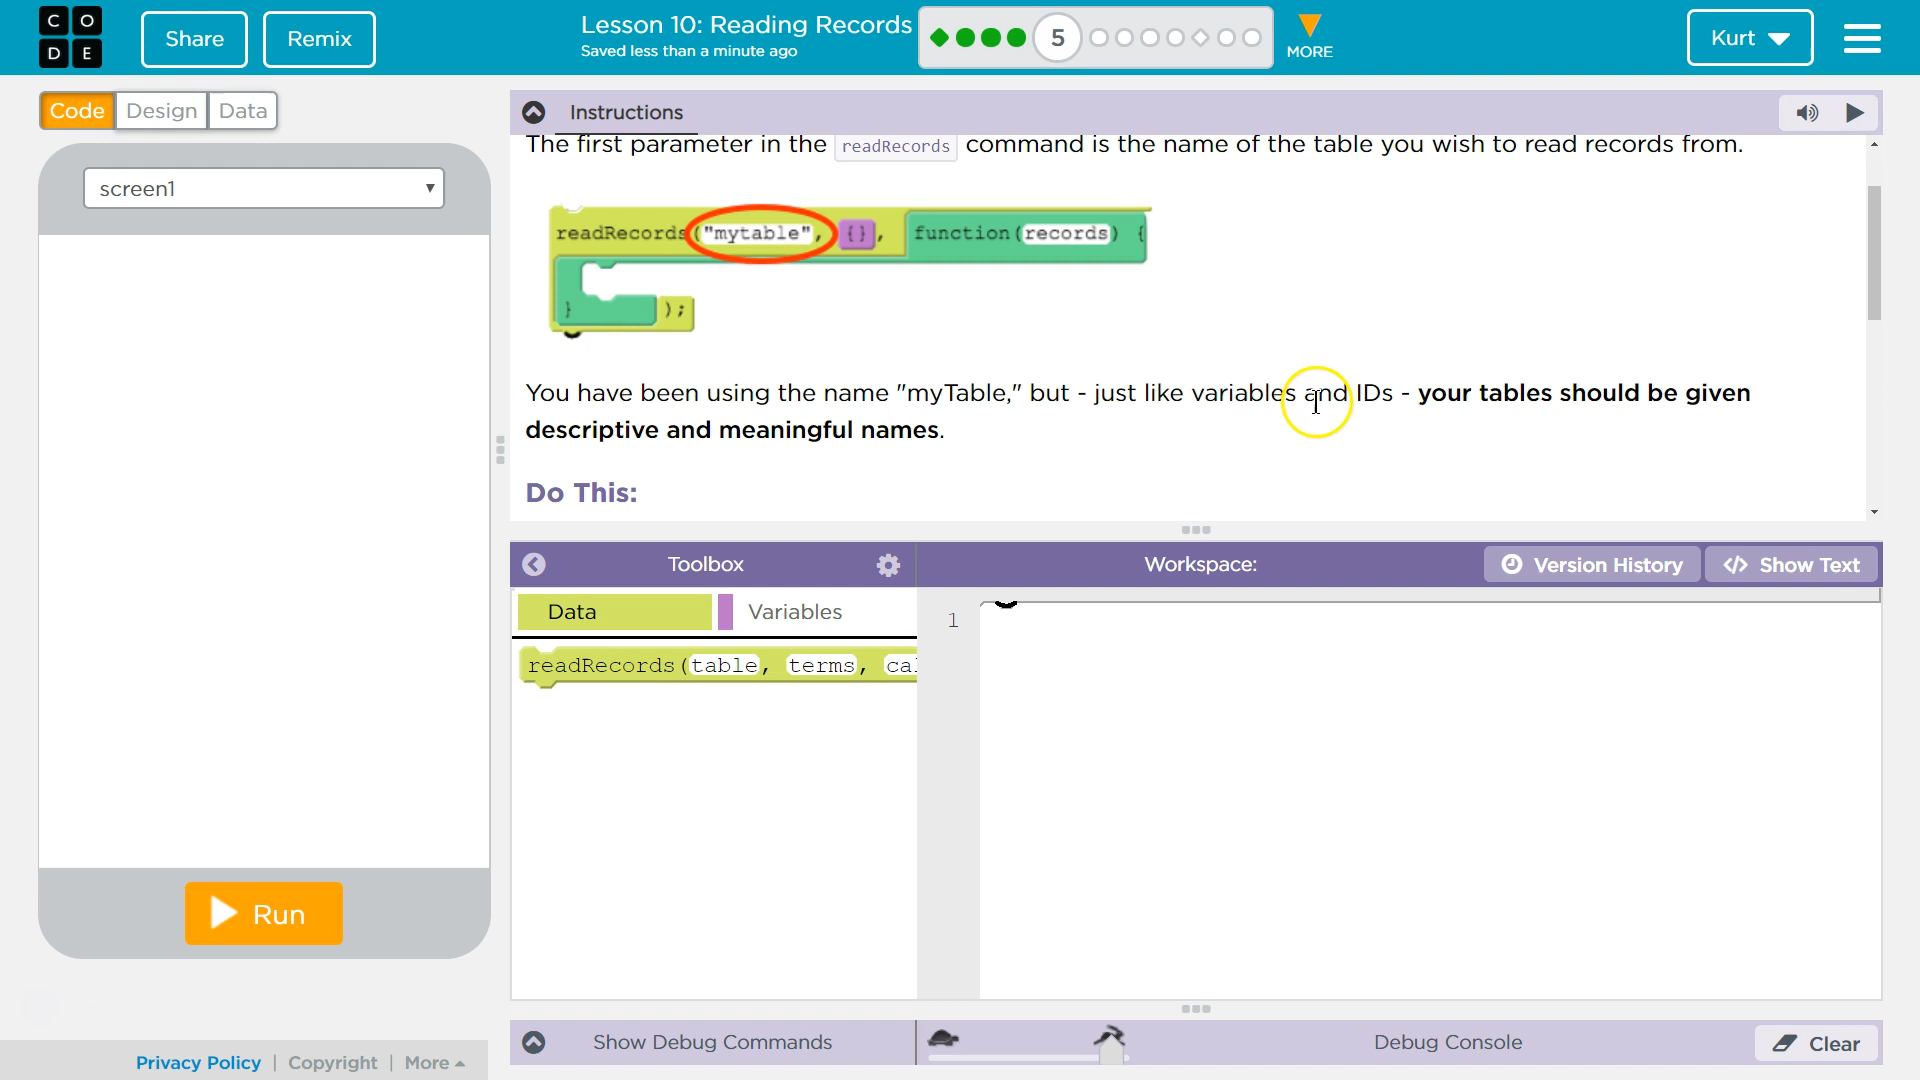 C O
D E
Share
Remix
Lesson 10: Reading Records
Saved less than a minute ago
5
MORE
Kurt
Code
Design
Data
screen1
Run
Privacy Policy | Copyright | More
Instructions
The first parameter in the readRecords command is the name of the table you wish to read records from.
readRecords("mytable", {}, function(records) {
} );
You have been using the name "myTable," but - just like variables and IDs - your tables should be given
descriptive and meaningful names.
Do This:
Toolbox
Workspace:
Version History
</> Show Text
Data
Variables
readRecords(table, terms, cal
1
Show Debug Commands
Debug Console
Clear